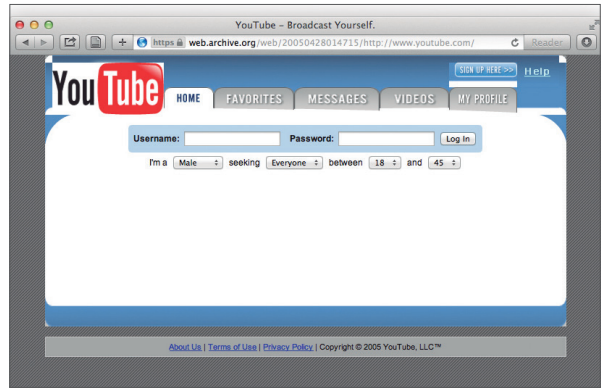 YouTube – Broadcast Yourself.
https web.archive.org/web/20050428014715/http://www.youtube.com/ Reader
You Tube
SIGN UP HERE >> Help
HOME FAVORITES MESSAGES VIDEOS MY PROFILE
Username: Password: Log In
I'm a Male seeking Everyone between 18 and 45
About Us | Terms of Use | Privacy Policy | Copyright © 2005 YouTube, LLC™